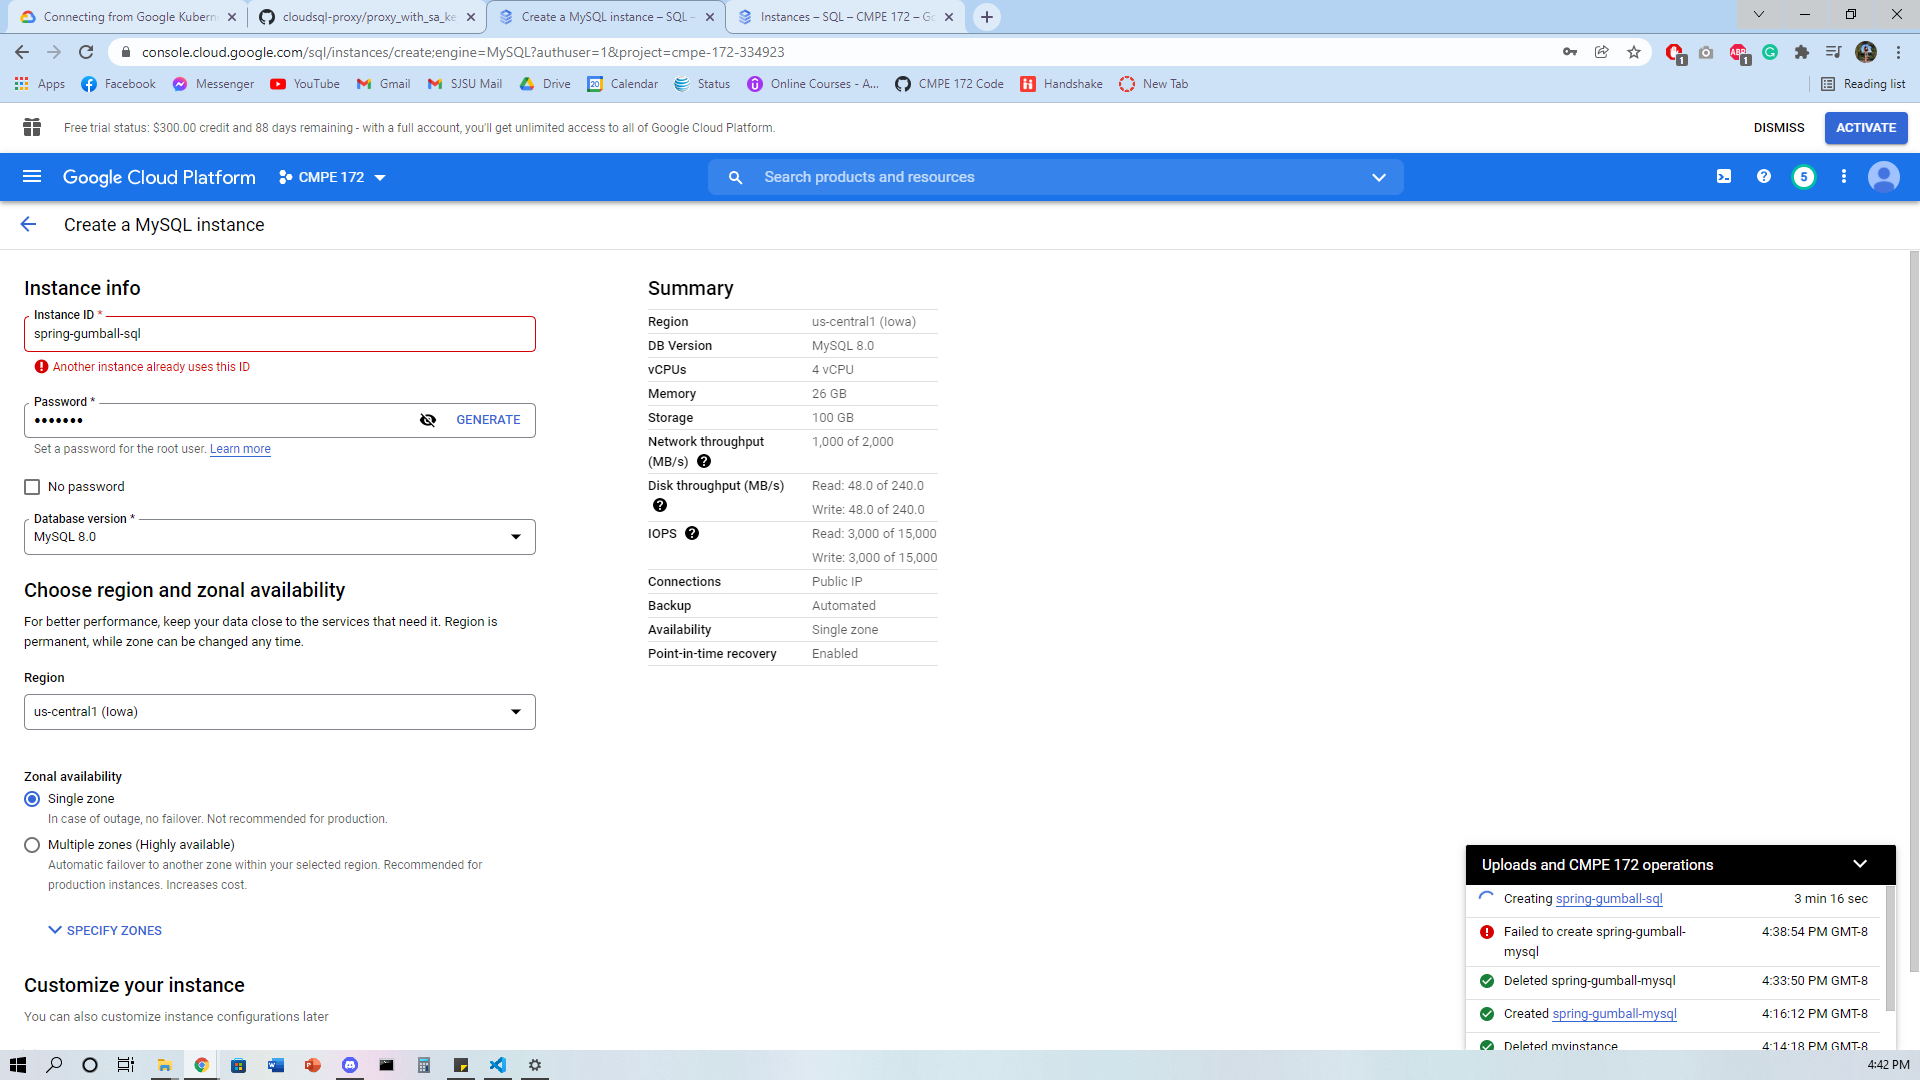 Connecting from Google Kubern
cloudsql-proxy/proxy_with_sa_ke
Create a MySQL instance – SQL –
Instances – SQL – CMPE 172 – Go
console.cloud.google.com/sql/instances/create;engine=MySQL?authuser=1&project=cmpe-172-334923
1
ABP
1
Apps
Facebook
Messenger
YouTube
Gmail
SJSU Mail
Drive
20
Calendar
Status
Online Courses - A...
CMPE 172 Code
Handshake
New Tab
Reading list
Free trial status: $300.00 credit and 88 days remaining - with a full account, you'll get unlimited access to all of Google Cloud Platform.
DISMISS
ACTIVATE
Google Cloud Platform
CMPE 172
Search products and resources
5
Create a MySQL instance
Instance info
Instance ID *
spring-gumball-sql
Another instance already uses this ID
Password *
•••••••
GENERATE
Set a password for the root user. Learn more
No password
Database version *
MySQL 8.0
Choose region and zonal availability
For better performance, keep your data close to the services that need it. Region is
permanent, while zone can be changed any time.
Region
us-central1 (Iowa)
Zonal availability
Single zone
In case of outage, no failover. Not recommended for production.
Multiple zones (Highly available)
Automatic failover to another zone within your selected region. Recommended for
production instances. Increases cost.
SPECIFY ZONES
Customize your instance
You can also customize instance configurations later
Summary
Region us-central1 (Iowa)
DB Version MySQL 8.0
vCPUs 4 vCPU
Memory 26 GB
Storage 100 GB
Network throughput 1,000 of 2,000
(MB/s)
Disk throughput (MB/s) Read: 48.0 of 240.0
Write: 48.0 of 240.0
IOPS Read: 3,000 of 15,000
Write: 3,000 of 15,000
Connections Public IP
Backup Automated
Availability Single zone
Point-in-time recovery Enabled
Uploads and CMPE 172 operations
Creating spring-gumball-sql 3 min 16 sec
Failed to create spring-gumball- 4:38:54 PM GMT-8
mysql
Deleted spring-gumball-mysql 4:33:50 PM GMT-8
Created spring-gumball-mysql 4:16:12 PM GMT-8
Deleted myinstance 4:14:18 PM GMT-8
4:42 PM